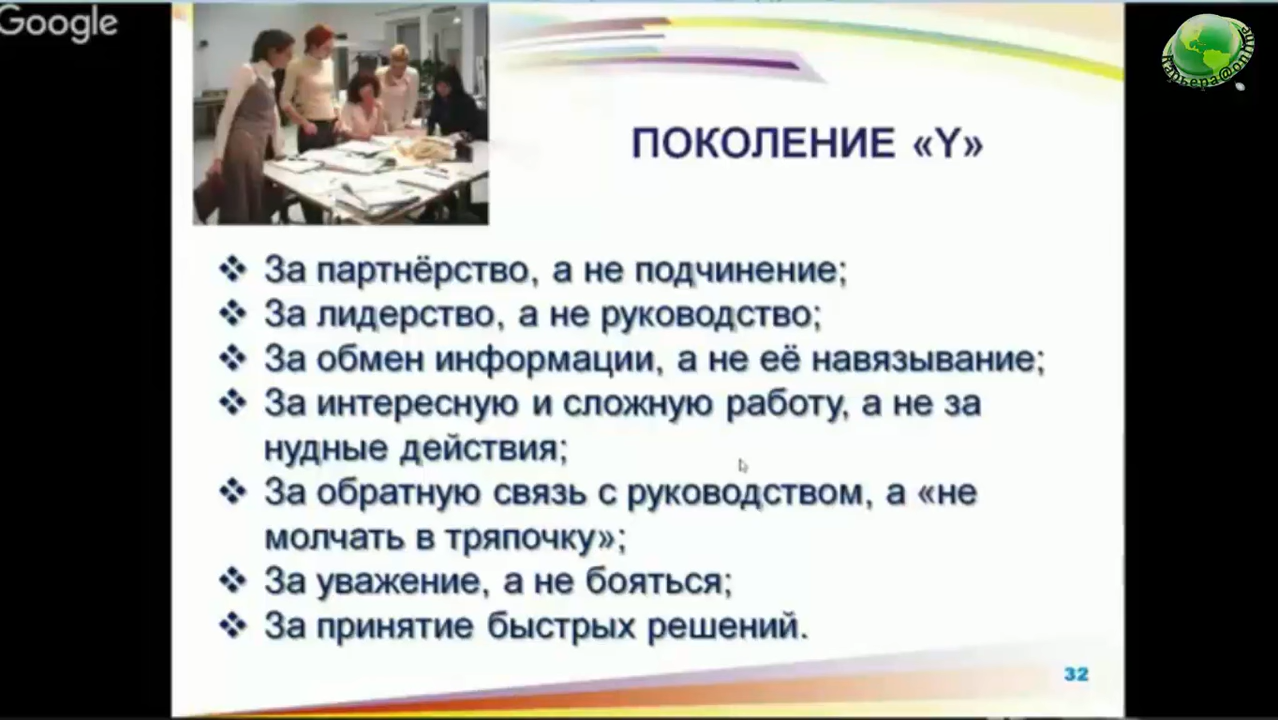 Google
Карьера@online
ПОКОЛЕНИЕ «Y»
За партнёрство, а не подчинение;
За лидерство, а не руководство;
За обмен информации, а не её навязывание;
За интересную и сложную работу, а не за
нудные действия;
За обратную связь с руководством, а «не
молчать в тряпочку»;
За уважение, а не бояться;
За принятие быстрых решений.
32